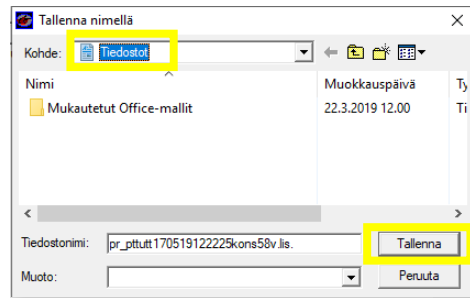 Tallenna nimellä
Kohde: Tiedostot
Nimi Muokkauspäivä Ty
Mukautetut Office-mallit 22.3.2019 12.00 Ti
Tiedostonimi: pr_pttutt170519122225kons58v.lis. Tallenna
Muoto: Peruuta